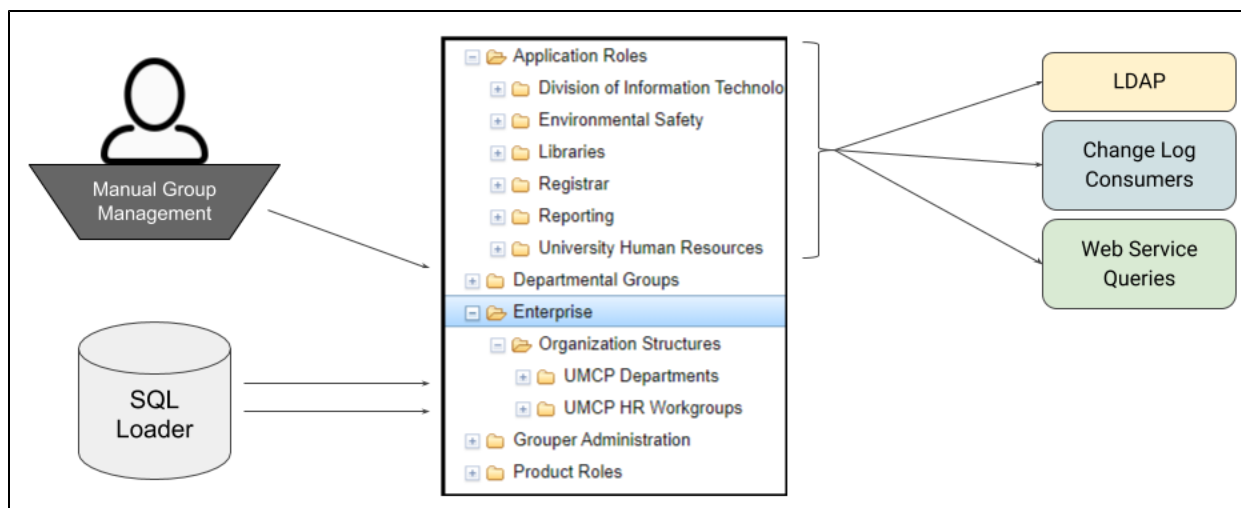 Manual Group
Management
SQL
Loader
Application Roles
Division of Information Technolo
Environmental Safety
Libraries
Registrar
Reporting
University Human Resources
Departmental Groups
Enterprise
Organization Structures
UMCP Departments
UMCP HR Workgroups
Grouper Administration
Product Roles
LDAP
Change Log
Consumers
Web Service
Queries